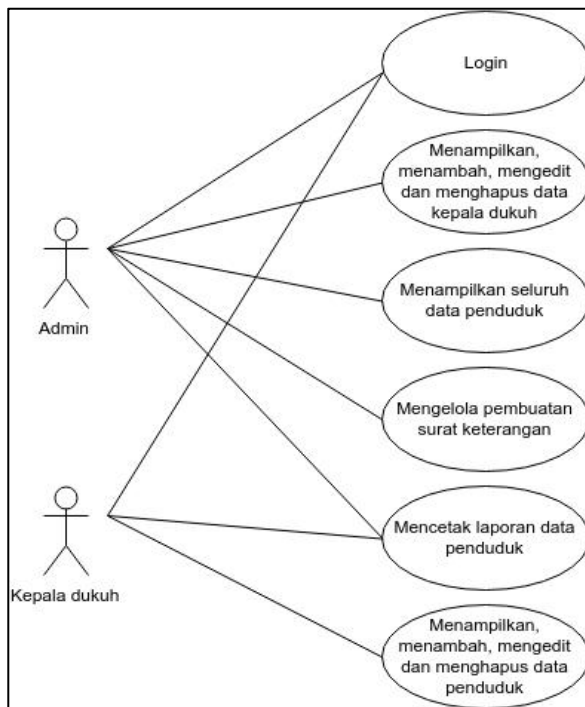 Login
Menampilkan,
menambah, mengedit
dan menghapus data
kepala dukuh
Admin
Menampilkan seluruh
data penduduk
Mengelola pembuatan
surat keterangan
Kepala dukuh
Mencetak laporan data
penduduk
Menampilkan,
menambah, mengedit
dan menghapus data
penduduk